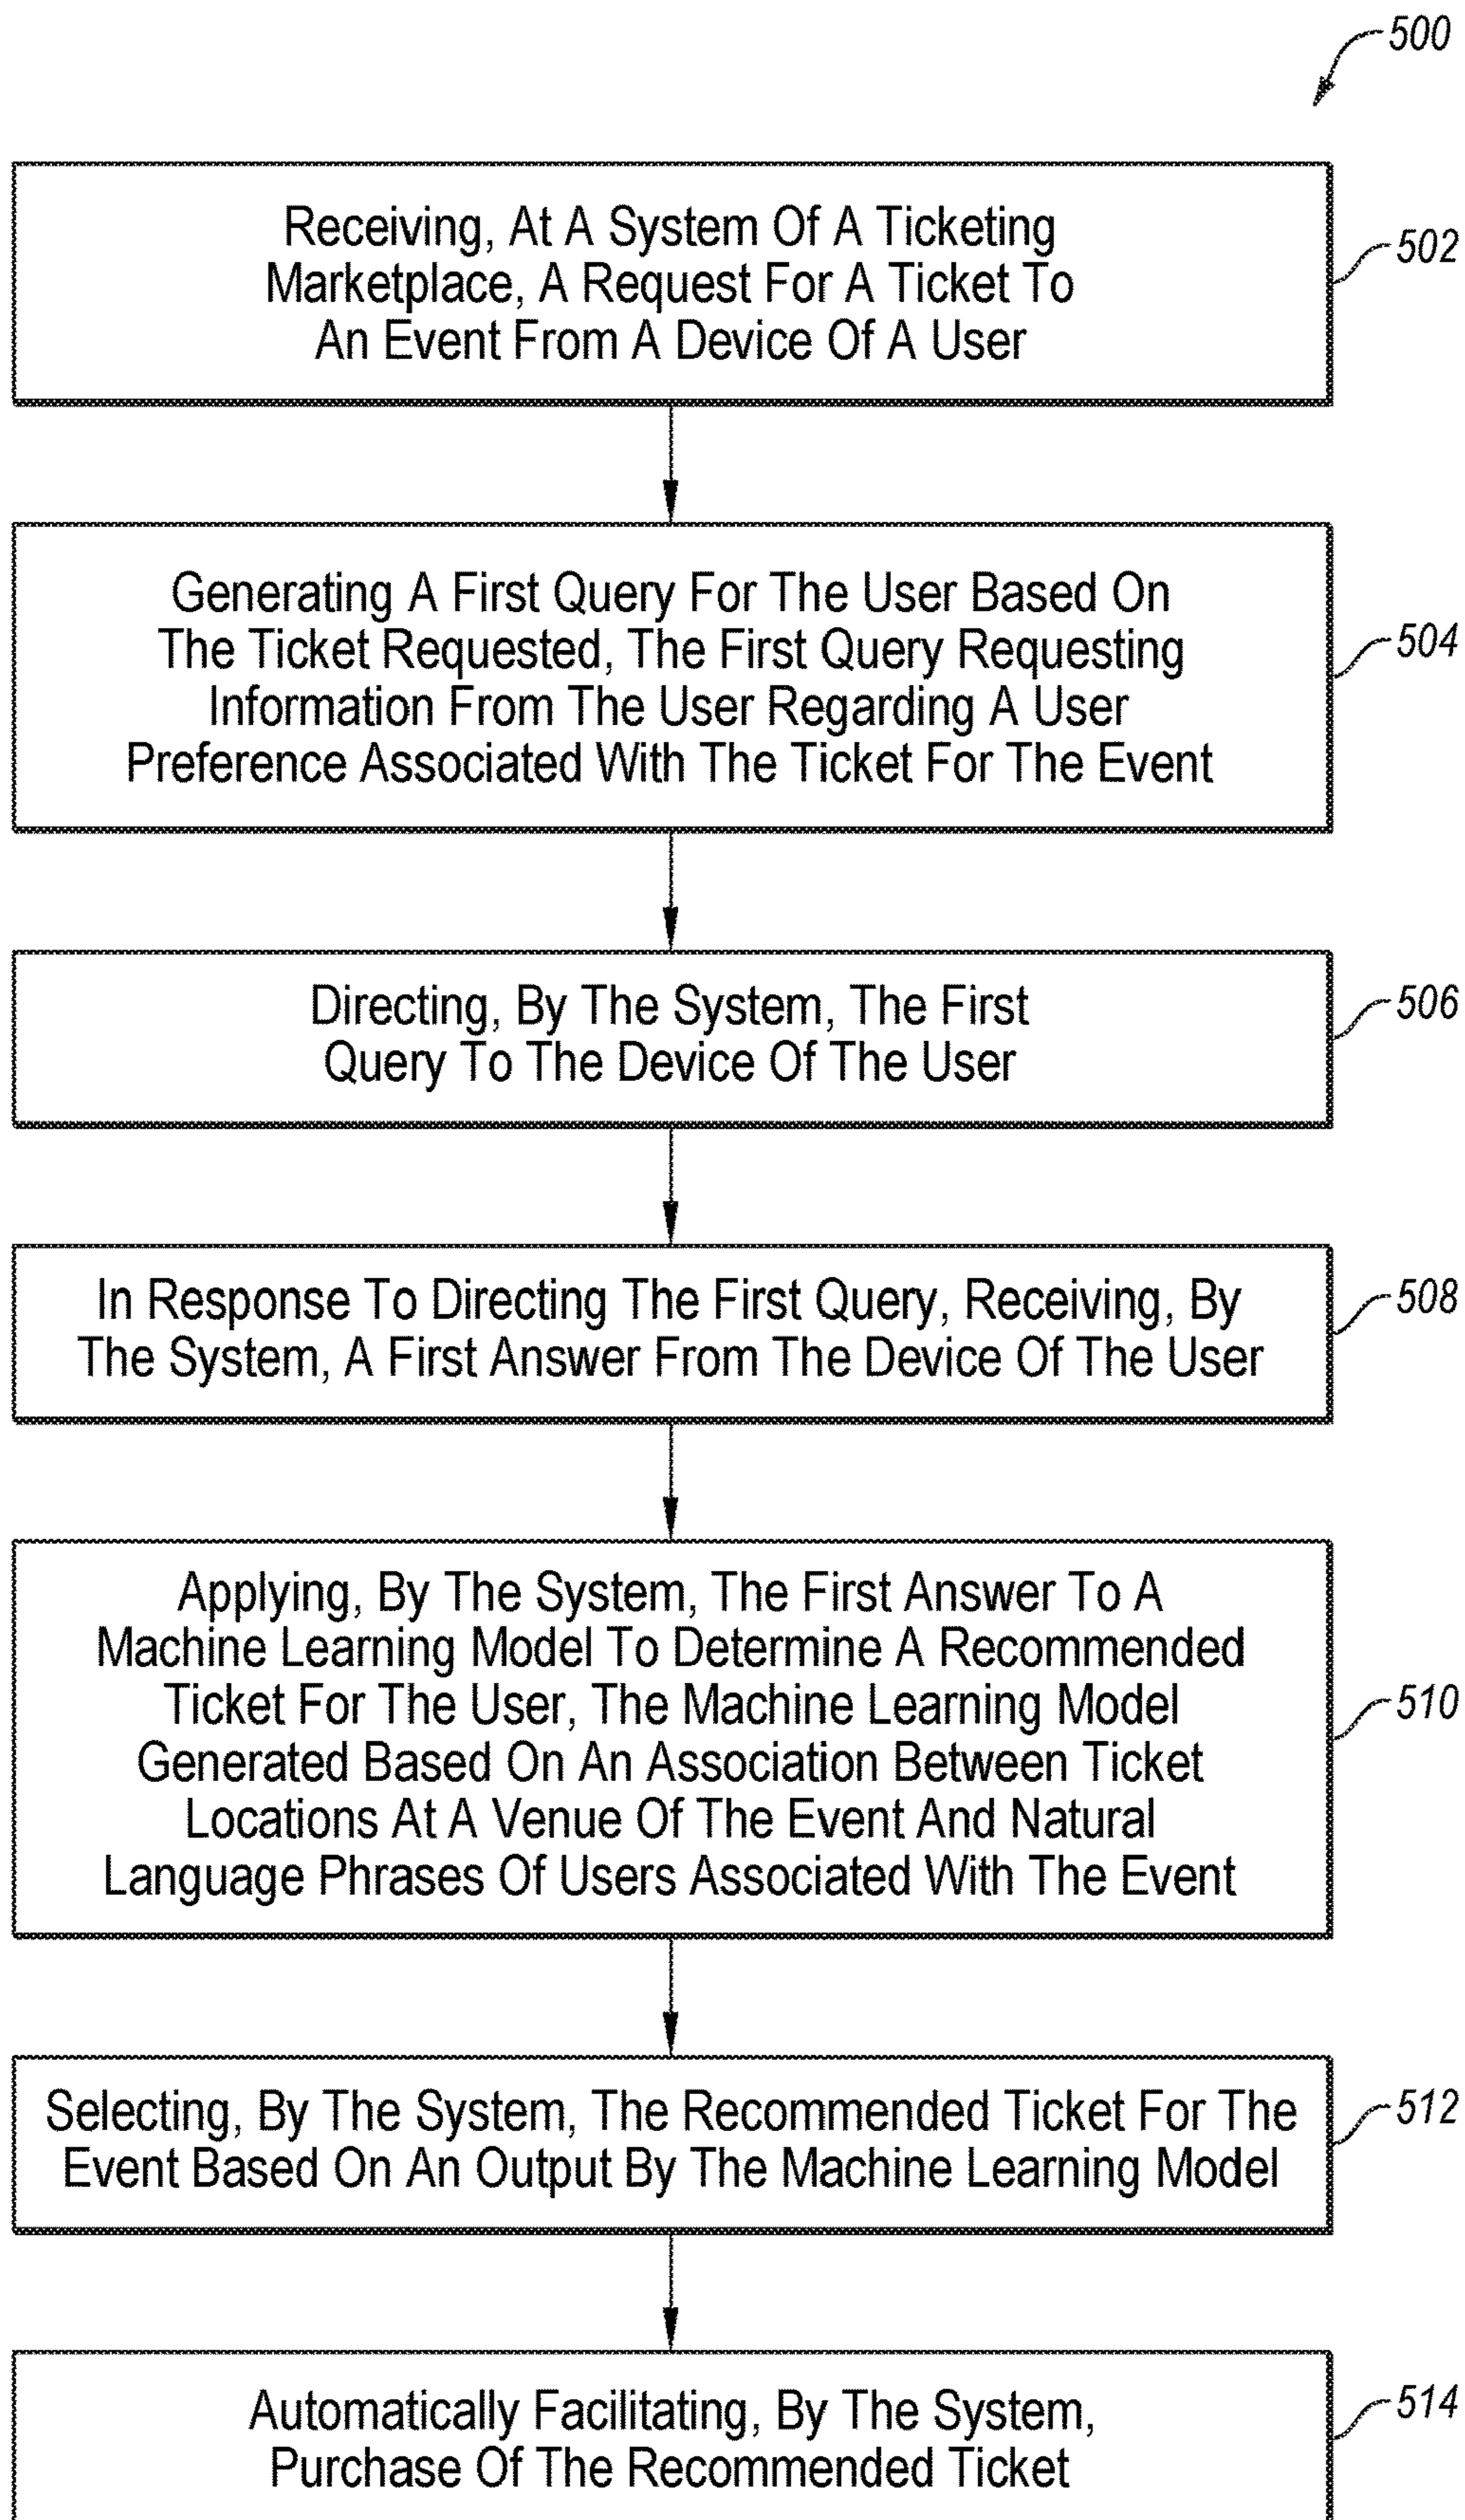 500
Receiving, At A System Of A Ticketing
Marketplace, A Request For A Ticket To
An Event From A Device Of A User
502
Generating A First Query For The User Based On
The Ticket Requested, The First Query Requesting
Information From The User Regarding A User
Preference Associated With The Ticket For The Event
504
Directing, By The System, The First
Query To The Device Of The User
506
In Response To Directing The First Query, Receiving, By
The System, A First Answer From The Device Of The User
508
Applying, By The System, The First Answer To A
Machine Learning Model To Determine A Recommended
Ticket For The User, The Machine Learning Model
Generated Based On An Association Between Ticket
Locations At A Venue Of The Event And Natural
Language Phrases Of Users Associated With The Event
510
Selecting, By The System, The Recommended Ticket For The
Event Based On An Output By The Machine Learning Model
512
Automatically Facilitating, By The System,
Purchase Of The Recommended Ticket
514